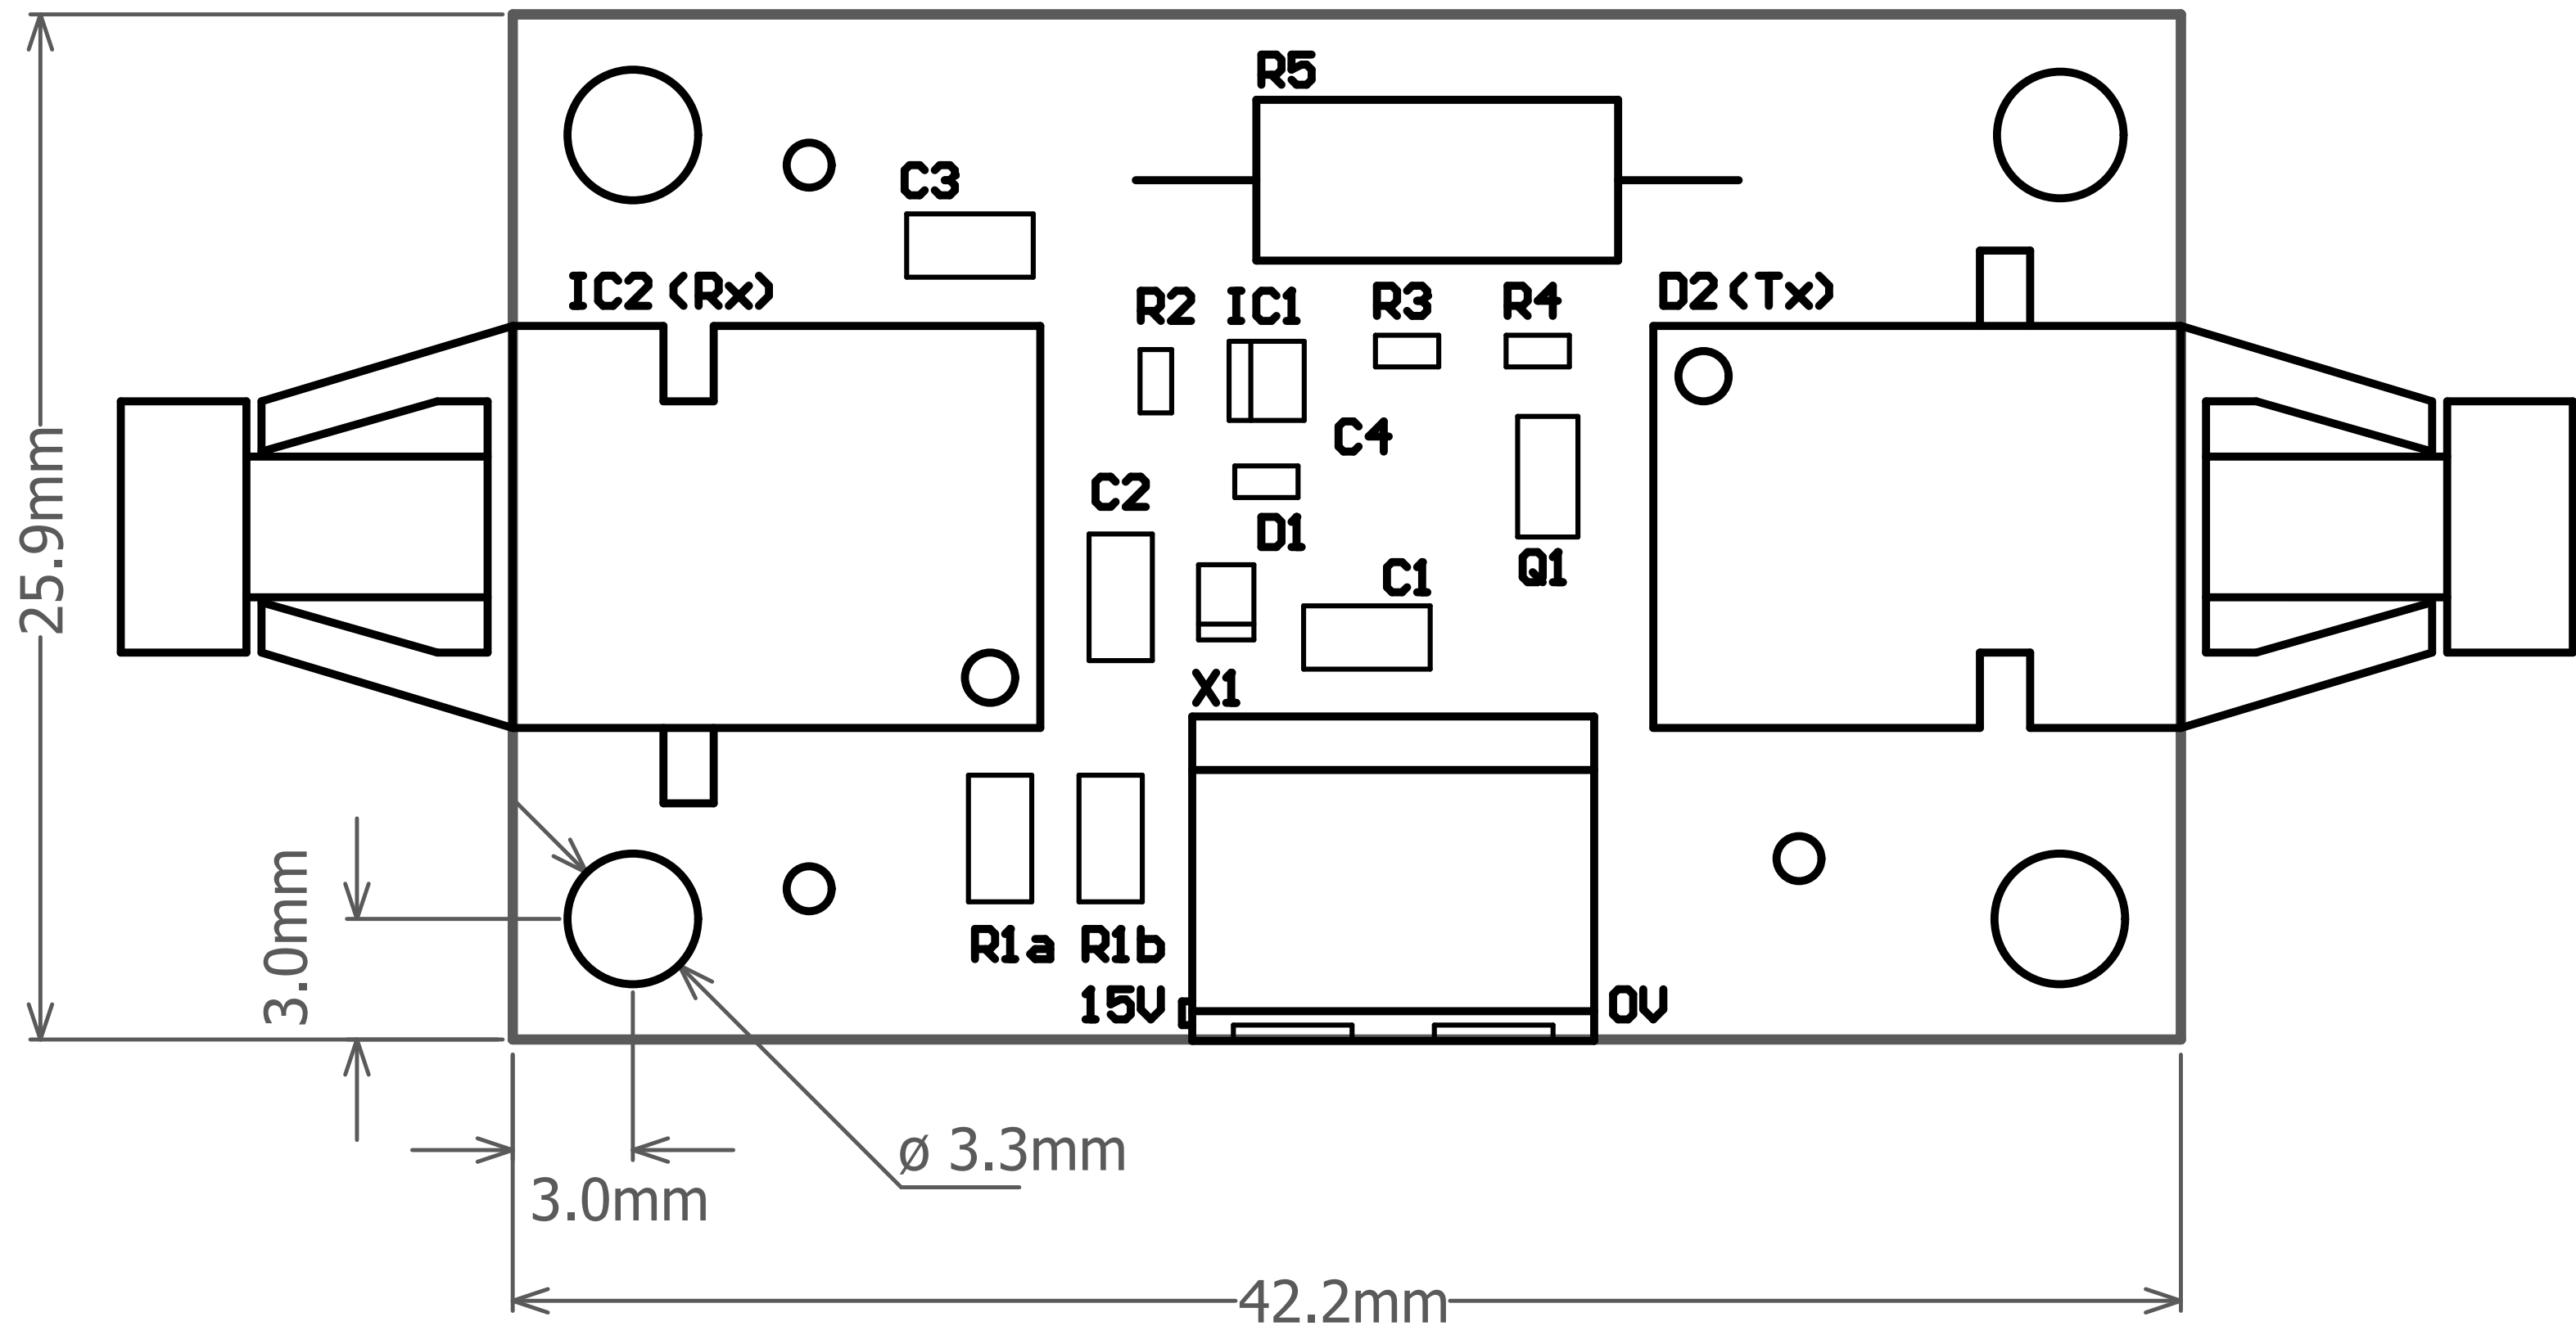 R5
C3
IC2(Rx)
R2 IC1 R3 R4 D2(Tx)
C4
C2
D1
Q1
C1
X1
25.9mm
3.0mm
R1a R1b
15V
0V
ø 3.3mm
3.0mm
42.2mm